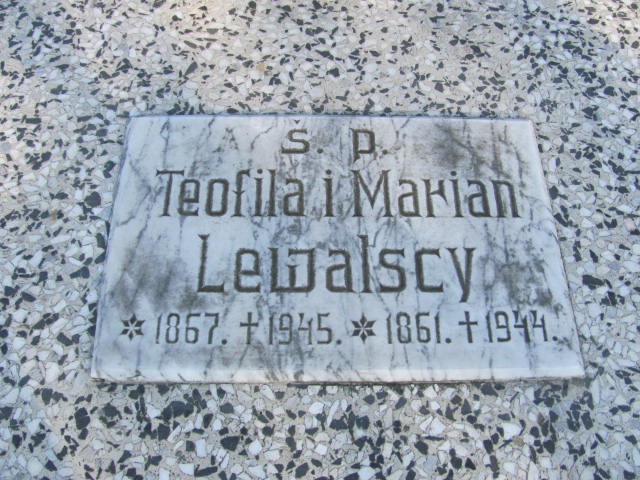 Ś p.
Teofila i Marian
Lewalscy
✶1867. ✝1945. ✶1861. ✝1944.